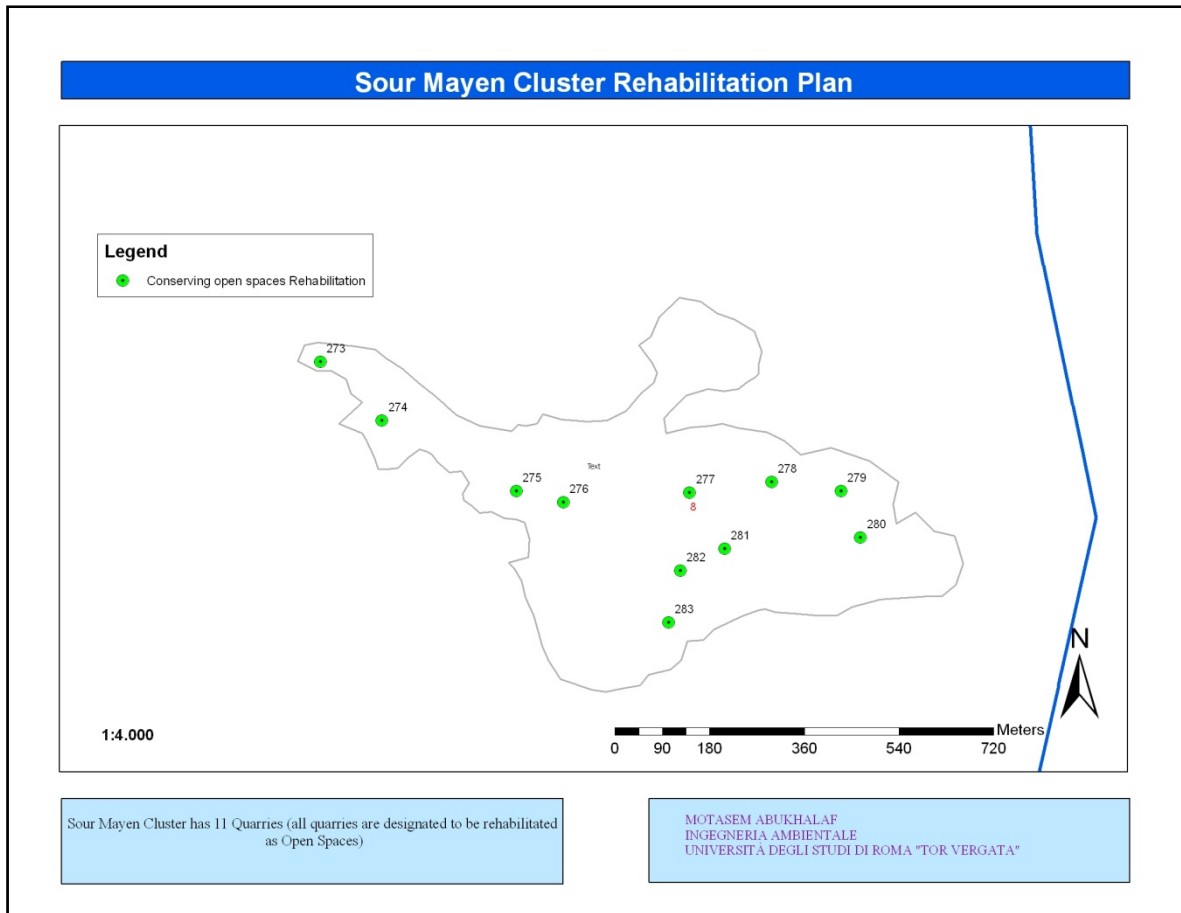 Sour Mayen Cluster Rehabilitation Plan
Legend
Conserving open spaces Rehabilitation
273
274
275
Text
276
277
8
278
279
280
281
282
283
N
1:4.000
Meters
0 90 180 360 540 720
Sour Mayen Cluster has 11 Quarries (all quarries are designated to be rehabilitated
as Open Spaces)
MOTASEM ABUKHALAF
INGEGNERIA AMBIENTALE
UNIVERSITÀ DEGLI STUDI DI ROMA "TOR VERGATA"